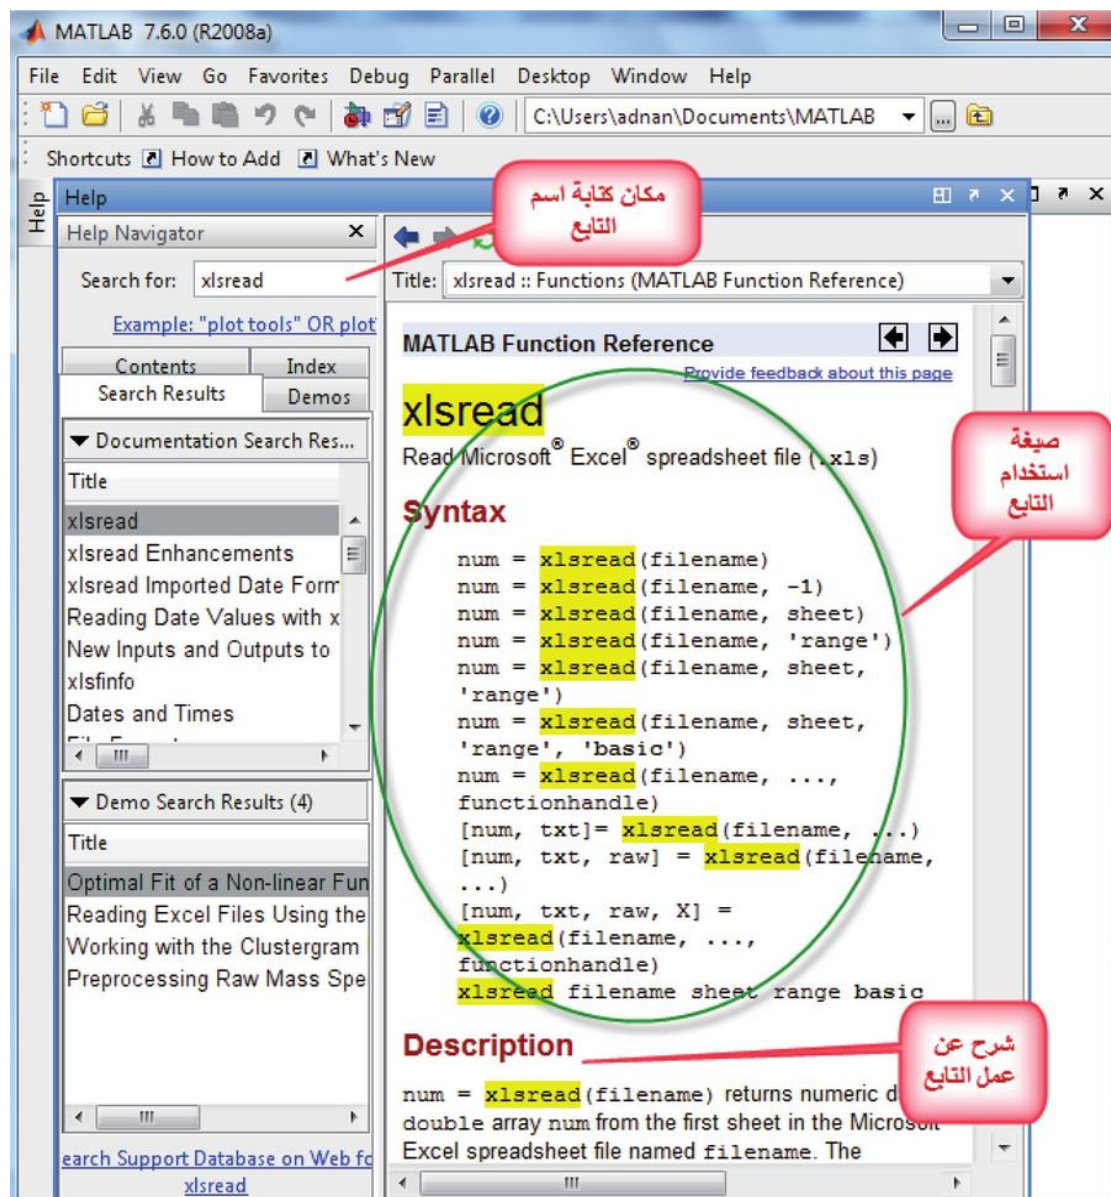 MATLAB 7.6.0 (R2008a)
File Edit View Go Favorites Debug Parallel Desktop Window Help
C:\Users\adnan\Documents\MATLAB
Shortcuts How to Add What's New
Help
Help
مكان كتابة اسم
التابع
Help Navigator
Search for: xlsread
Example: "plot tools" OR plot
Contents Index
Search Results Demos
Documentation Search Res...
Title
xlsread
xlsread Enhancements
xlsread Imported Date Form
Reading Date Values with x
New Inputs and Outputs to
xlsfinfo
Dates and Times
Demo Search Results (4)
Title
Optimal Fit of a Non-linear Fun
Reading Excel Files Using the
Working with the Clustergram
Preprocessing Raw Mass Spe
earch Support Database on Web fo
xlsread
Title: xlsread :: Functions (MATLAB Function Reference)
MATLAB Function Reference
Provide feedback about this page
xlsread
Read Microsoft® Excel® spreadsheet file (.xls)
صيغة
استخدام
التابع
Syntax
num = xlsread(filename)
num = xlsread(filename, -1)
num = xlsread(filename, sheet)
num = xlsread(filename, 'range')
num = xlsread(filename, sheet,
'range')
num = xlsread(filename, sheet,
'range', 'basic')
num = xlsread(filename, ...,
functionhandle)
[num, txt]= xlsread(filename, ...)
[num, txt, raw] = xlsread(filename,
...)
[num, txt, raw, X] =
xlsread(filename, ...,
functionhandle)
xlsread filename sheet range basic
Description
شرح عن
عمل التابع
num = xlsread(filename) returns numeric d
double array num from the first sheet in the Microsoft
Excel spreadsheet file named filename. The